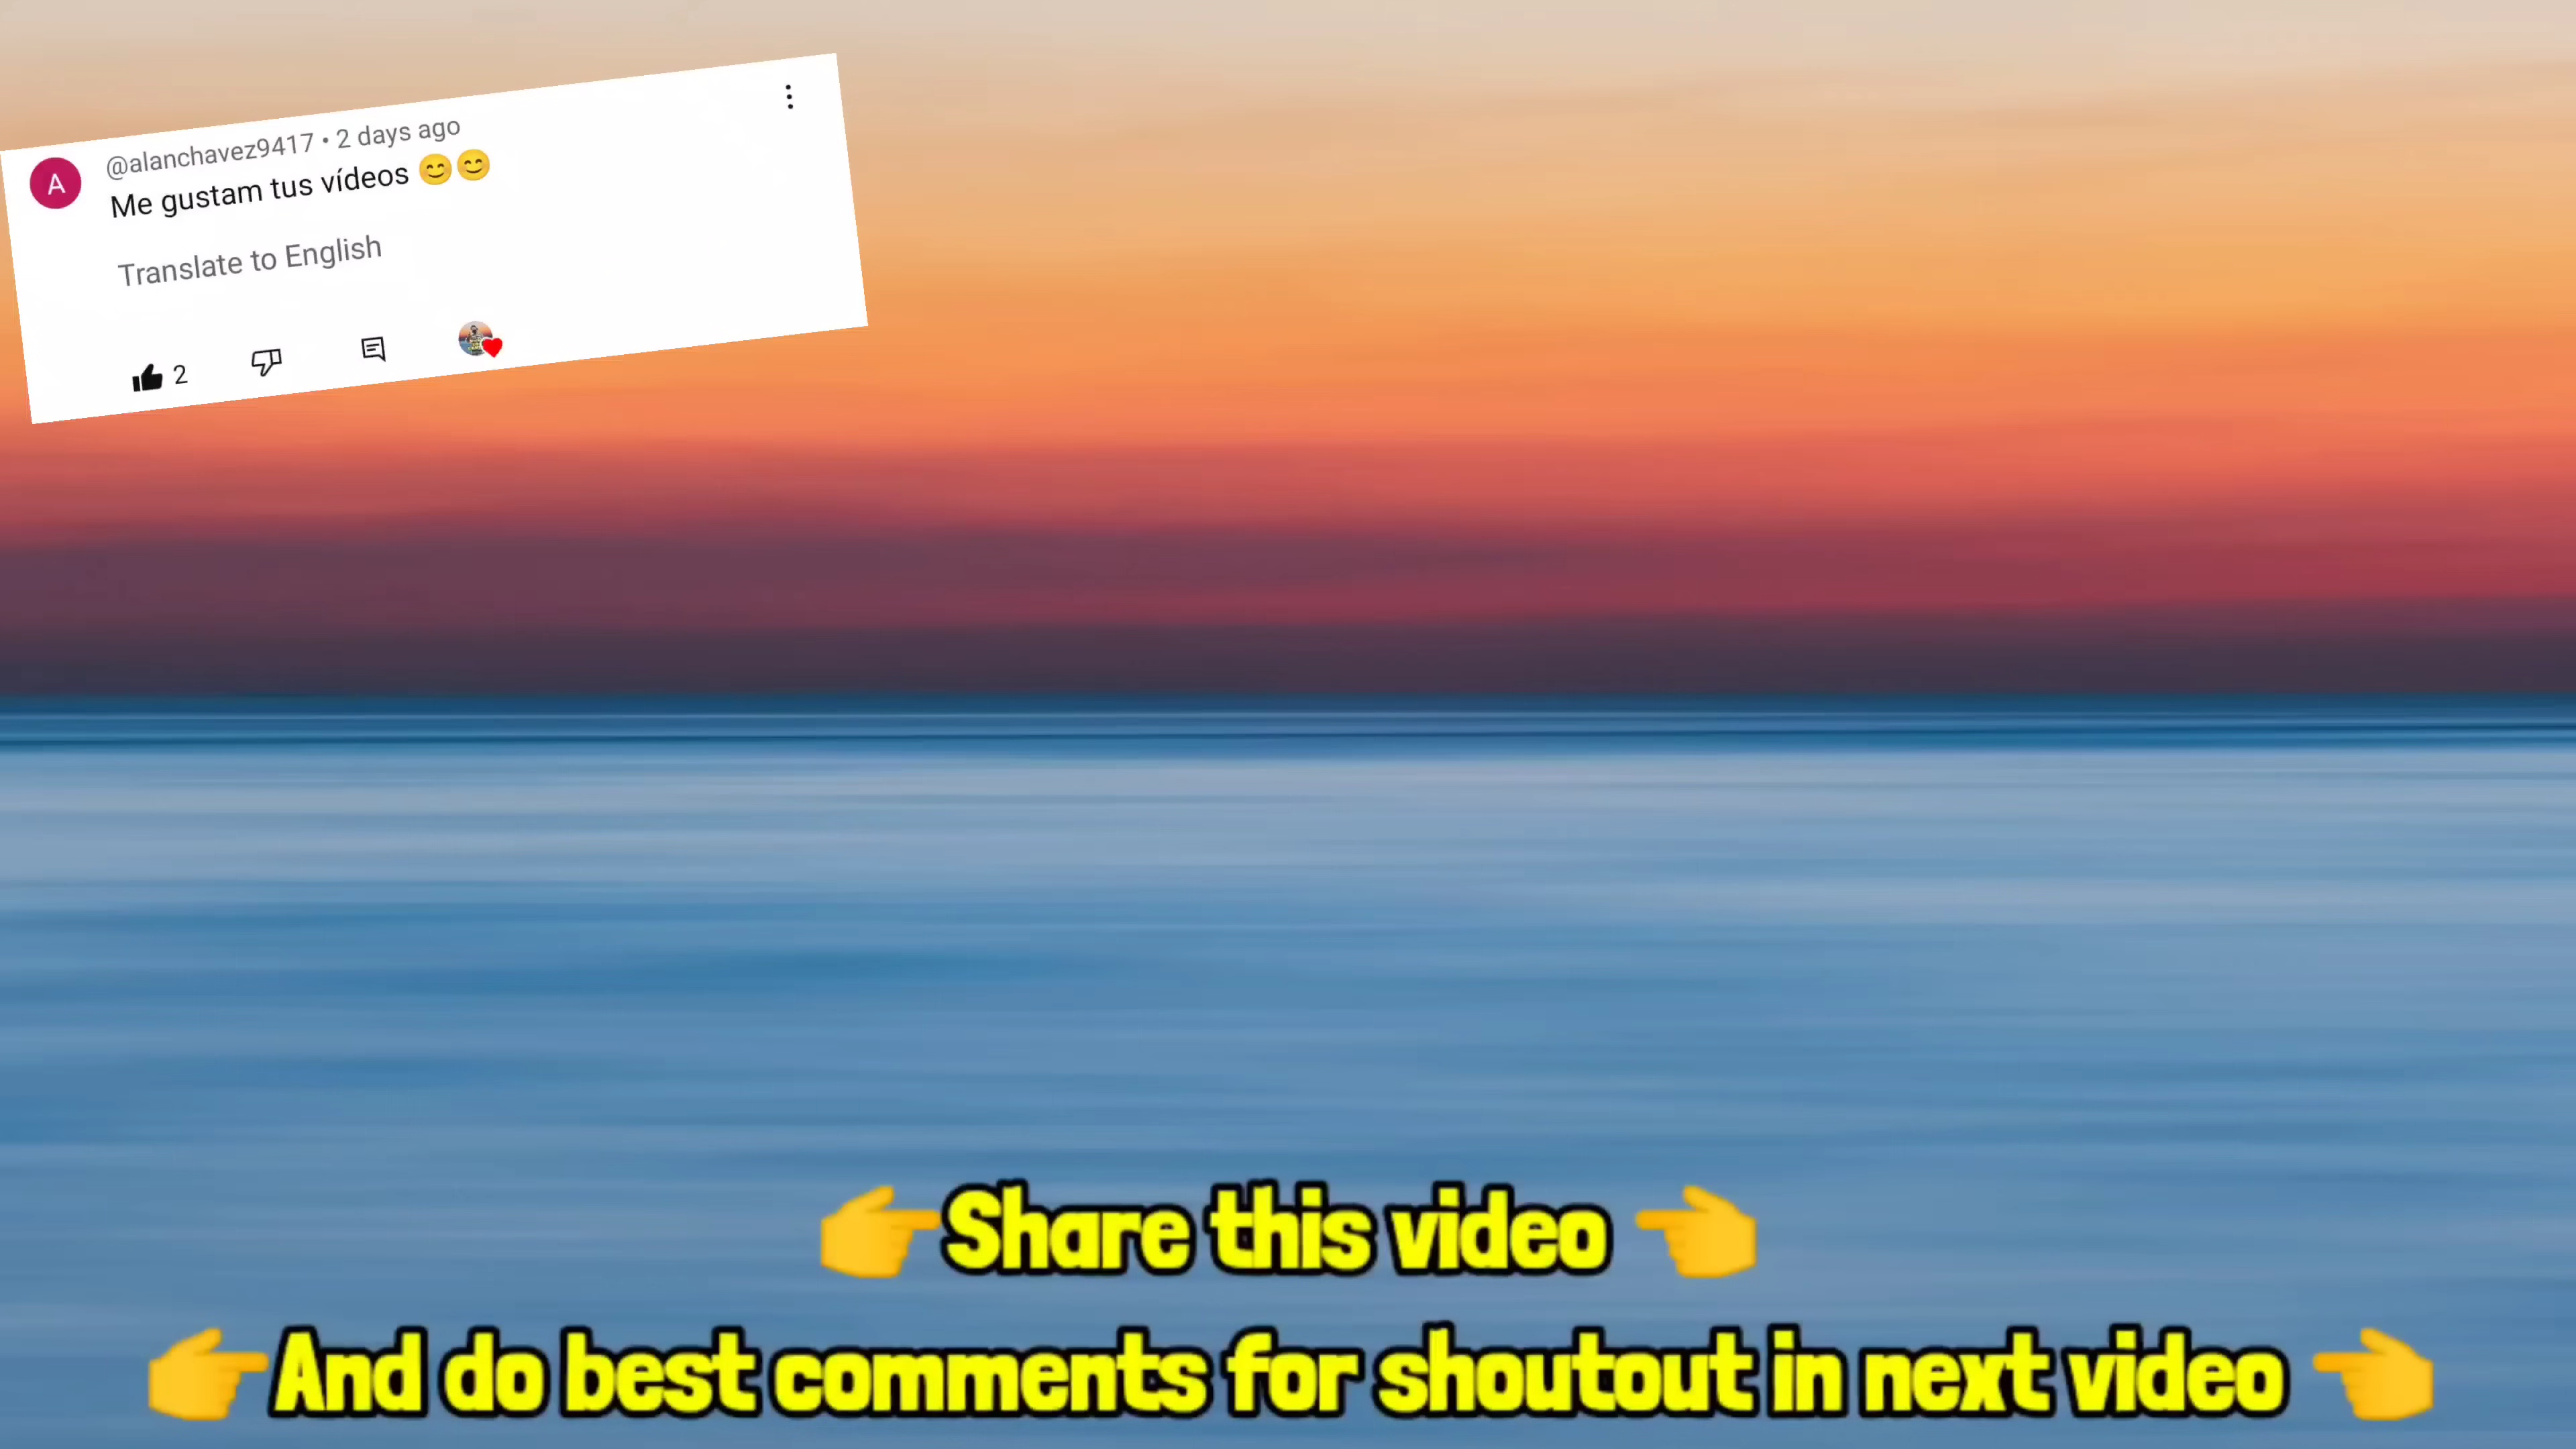 @alanchavez9417 • 2 days ago
A
Me gustam tus vídeos 😊😊
Translate to English
2
👉Share this video 👈
👉And do best comments for shoutout in next video 👈